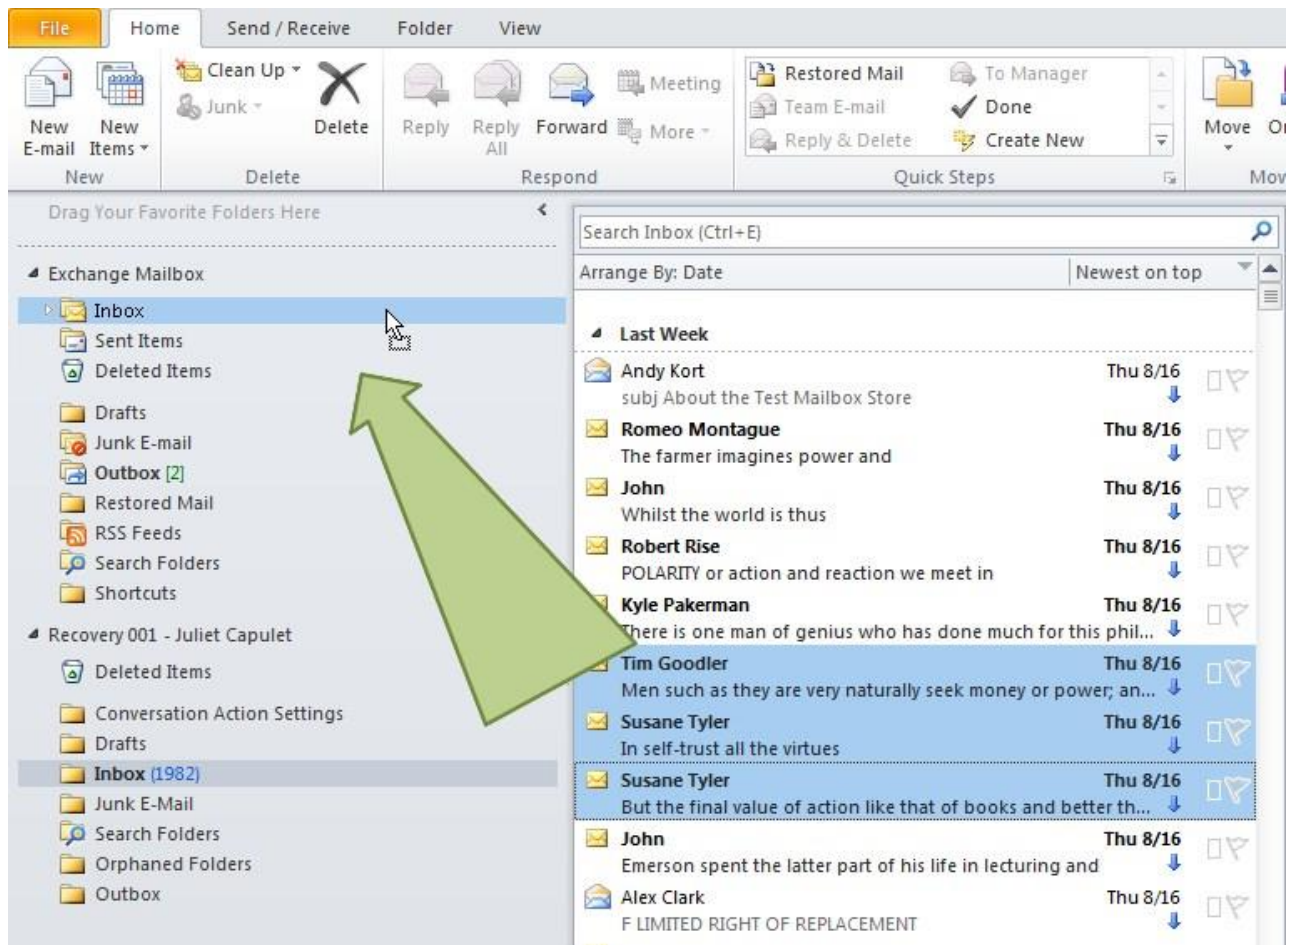 File Home Send / Receive Folder View
New E-mail
New Items
Clean Up
Junk
Delete
Reply
Reply All
Forward
Meeting
More
Restored Mail
Team E-mail
Reply & Delete
To Manager
Done
Create New
Move
New Delete Respond Quick Steps
Drag Your Favorite Folders Here
Exchange Mailbox
Inbox
Sent Items
Deleted Items
Drafts
Junk E-mail
Outbox [2]
Restored Mail
RSS Feeds
Search Folders
Shortcuts
Recovery 001 - Juliet Capulet
Deleted Items
Conversation Action Settings
Drafts
Inbox (1982)
Junk E-Mail
Search Folders
Orphaned Folders
Outbox
Search Inbox (Ctrl+E)
Arrange By: Date Newest on top
Last Week
Andy Kort Thu 8/16
subj About the Test Mailbox Store
Romeo Montague Thu 8/16
The farmer imagines power and
John Thu 8/16
Whilst the world is thus
Robert Rise Thu 8/16
POLARITY or action and reaction we meet in
Kyle Pakerman Thu 8/16
There is one man of genius who has done much for this phil...
Tim Goodler Thu 8/16
Men such as they are very naturally seek money or power; an...
Susane Tyler Thu 8/16
In self-trust all the virtues
Susane Tyler Thu 8/16
But the final value of action like that of books and better th...
John Thu 8/16
Emerson spent the latter part of his life in lecturing and
Alex Clark Thu 8/16
F LIMITED RIGHT OF REPLACEMENT